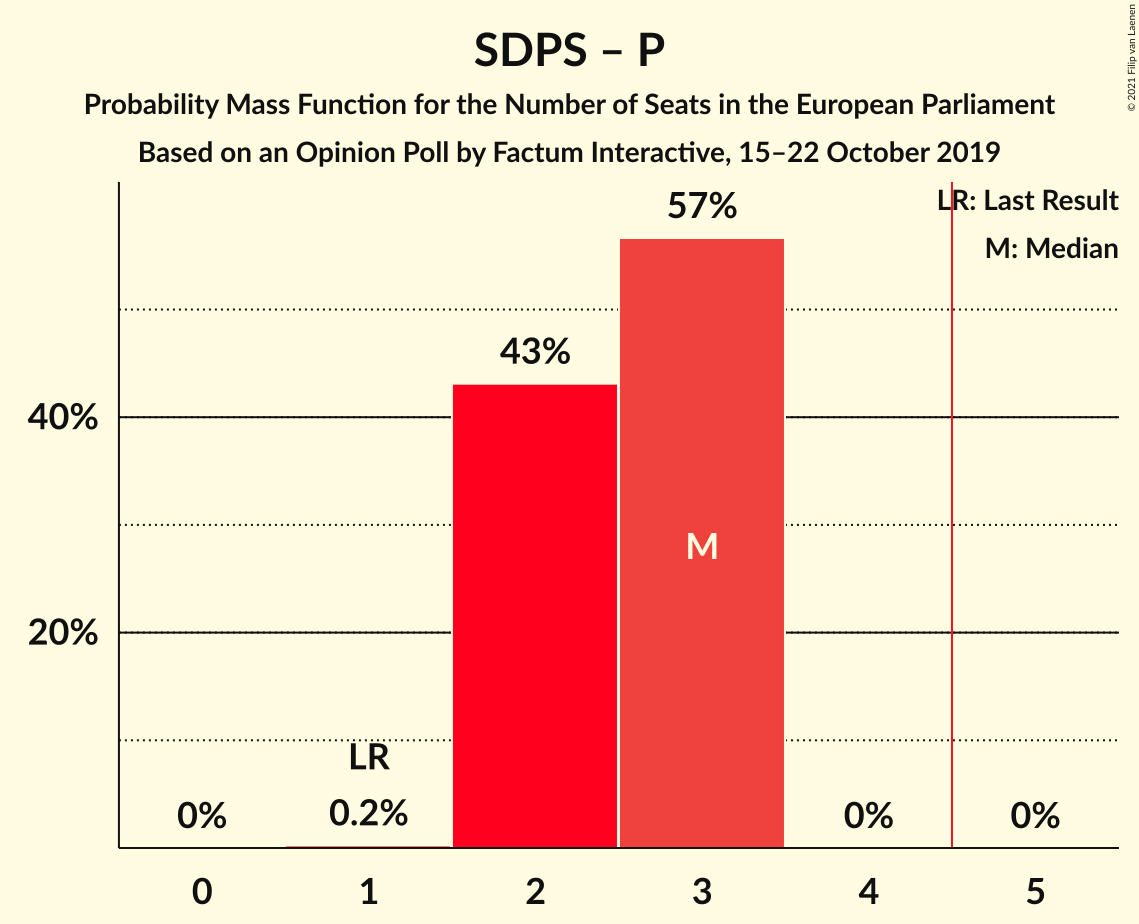 SDPS – P
Probability Mass Function for the Number of Seats in the European Parliament
Based on an Opinion Poll by Factum Interactive, 15–22 October 2019
© 2021 Filip van Laenen
LR: Last Result
M: Median
57%
43%
40%
M
20%
LR
0%
0.2%
0%
0%
0 1 2 3 4 5